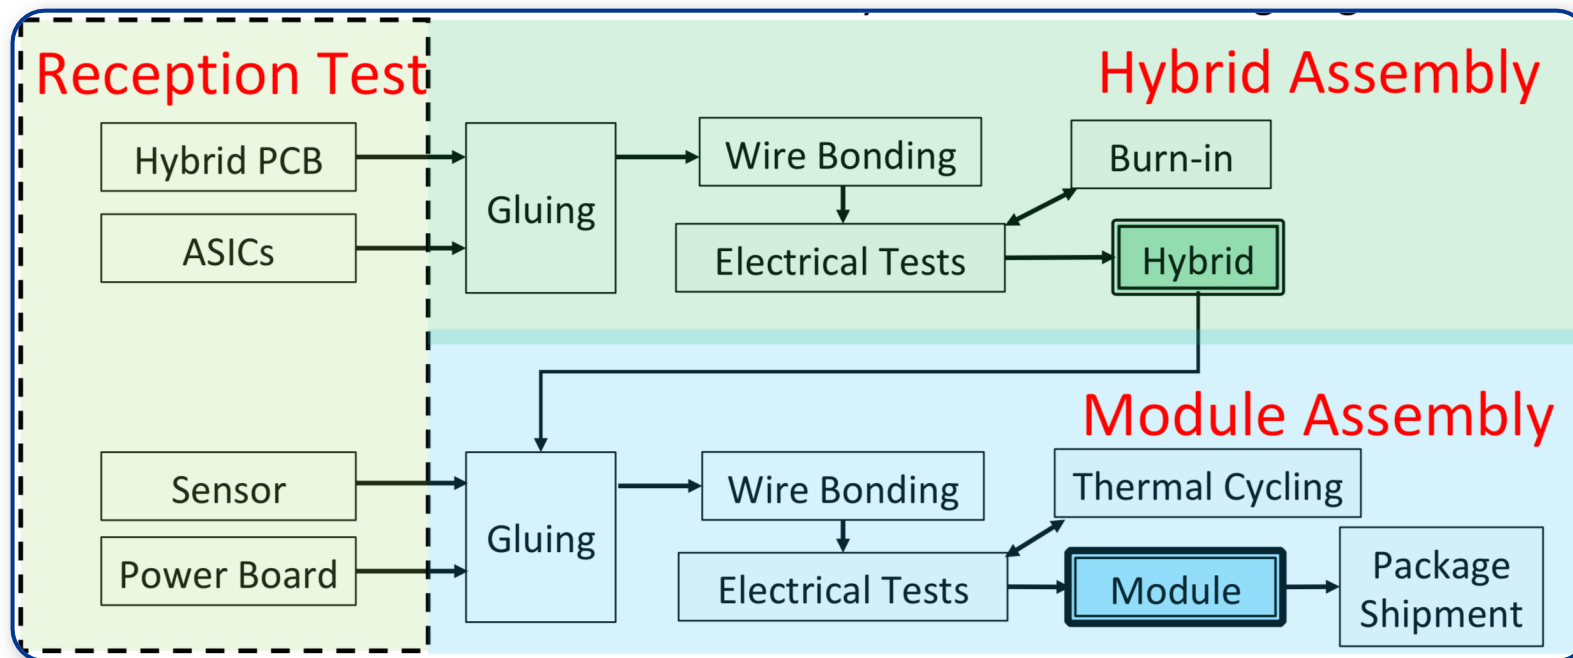 Reception Test
Hybrid Assembly
Hybrid PCB
ASICs
Gluing
Wire Bonding
Burn-in
Electrical Tests
Hybrid
Module Assembly
Sensor
Power Board
Gluing
Wire Bonding
Thermal Cycling
Electrical Tests
Module
Package
Shipment